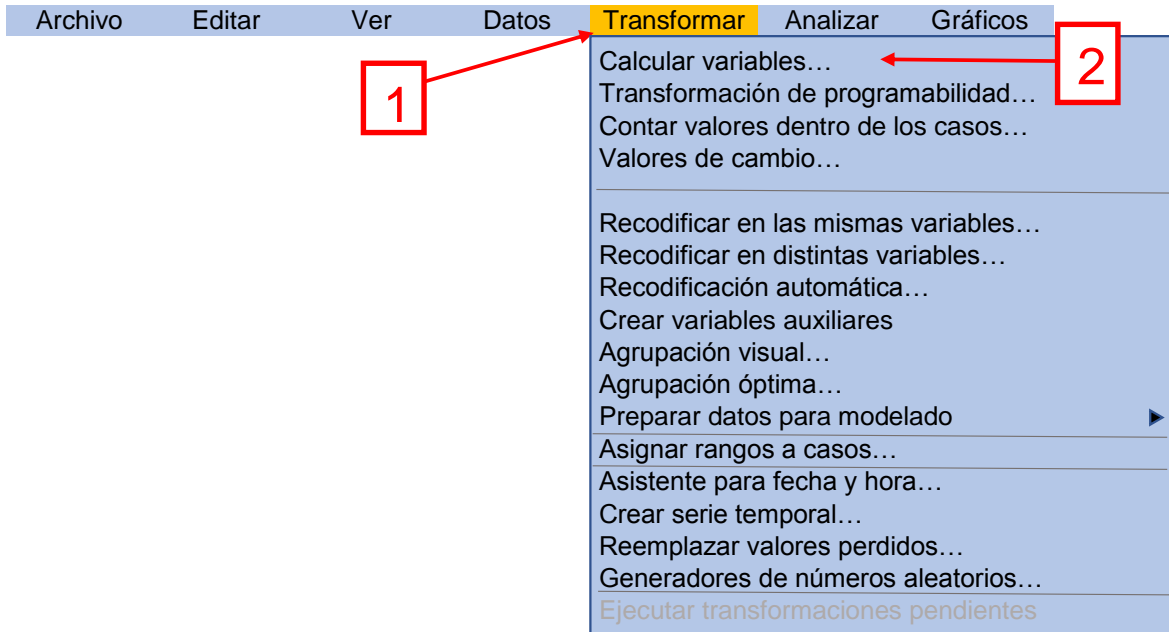 Archivo Editar Ver Datos Transformar Analizar Gráficos
1
2
Calcular variables…
Transformación de programabilidad…
Contar valores dentro de los casos…
Valores de cambio…
Recodificar en las mismas variables…
Recodificar en distintas variables…
Recodificación automática…
Crear variables auxiliares
Agrupación visual…
Agrupación óptima…
Preparar datos para modelado
Asignar rangos a casos…
Asistente para fecha y hora…
Crear serie temporal…
Reemplazar valores perdidos…
Generadores de números aleatorios…
Ejecutar transformaciones pendientes